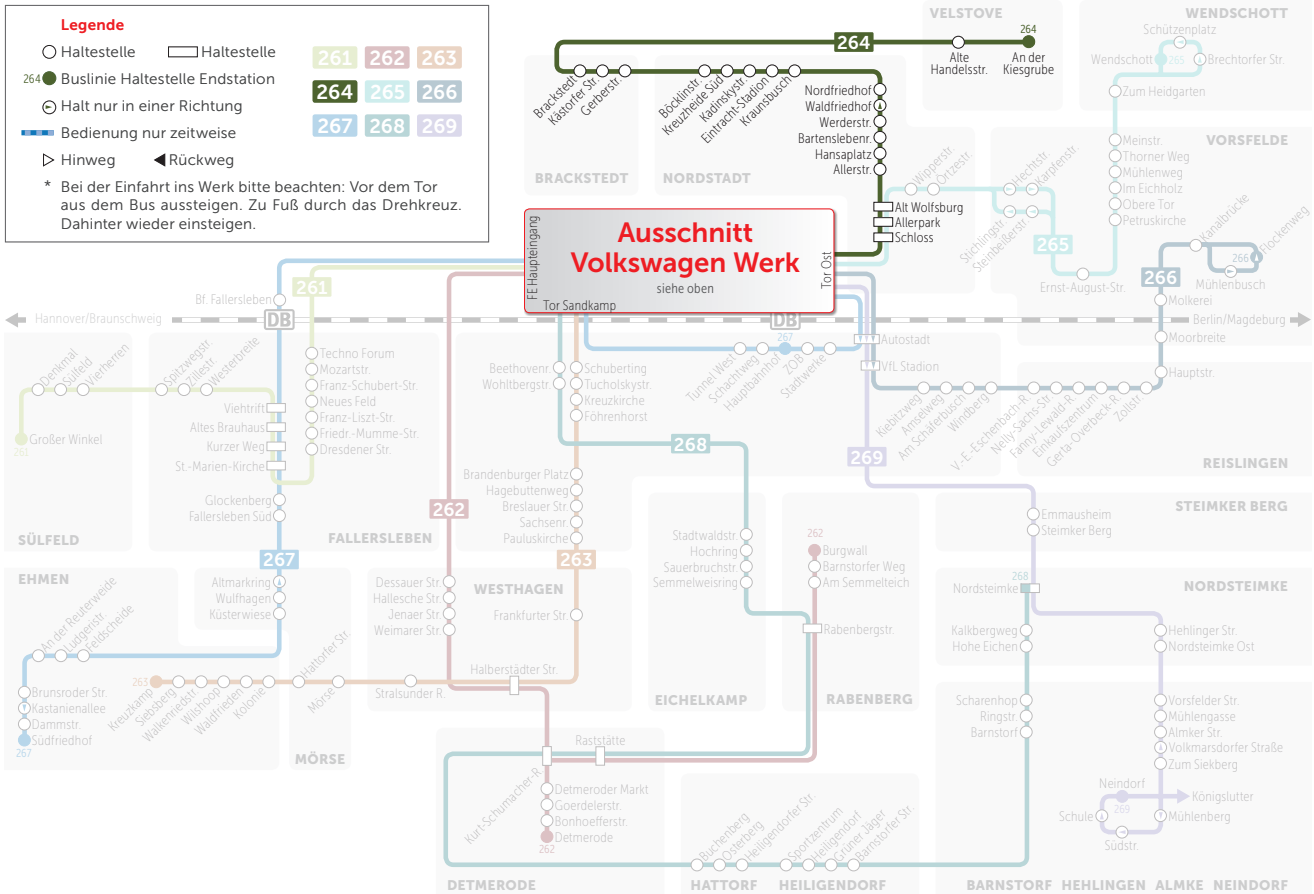 Legende
Haltestelle Haltestelle
264 Buslinie Haltestelle Endstation
Halt nur in einer Richtung
Bedienung nur zeitweise
Hinweg Rückweg
* Bei der Einfahrt ins Werk bitte beachten: Vor dem Tor
aus dem Bus aussteigen. Zu Fuß durch das Drehkreuz.
Dahinter wieder einsteigen.
261 262 263
264 265 266
267 268 269
VELSTOVE
264
Alte
Handelsstr.
264
An der
Kiesgrube
WENDSCHOTT
Schützenplatz
Wendschott
265
Brechtorfer Str.
Zum Heidgarten
Brackstedt
Kästorfer Str.
Gerberstr.
BRACKSTEDT
Böcklinstr.
Kreuzheide Süd
Kadinskystr.
Eintracht-Stadion
Kraunsbusch
NORDSTADT
Nordfriedhof
Waldfriedhof
Werderstr.
Bartenslebenr.
Hansaplatz
Allerstr.
Alt Wolfsburg
Allerpark
Schloss
Wipperstr.
Ortzestr.
Hechtstr.
Karpfenstr.
Stichlingstr.
Steinbeißerstr.
265
Ernst-August-Str.
VORSFELDE
Meinstr.
Thorner Weg
Mühlenweg
Im Eichholz
Obere Tor
Petruskirche
Kanalbrücke
Flockenweg
266
Mühlenbusch
266
Molkerei
Moorbreite
Hauptstr.
Ausschnitt
Volkswagen Werk
siehe oben
FE Haupteingang
Tor Sandkamp
Tor Ost
261
Bf. Fallersleben
Hannover/Braunschweig
DB
DB
Berlin/Magdeburg
Denkmal
Sülfeld
Vierherren
Großer Winkel
261
SÜLFELD
Spitzwegstr.
Zillestr.
Westerbreite
Viehtrift
Altes Brauhaus
Kurzer Weg
St.-Marien-Kirche
Glockenberg
Fallersleben Süd
Techno Forum
Mozartstr.
Franz-Schubert-Str.
Neues Feld
Franz-Liszt-Str.
Friedr.-Mumme-Str.
Dresdener Str.
FALLERSLEBEN
262
267
Beethovenr.
Wohltbergstr.
Schuberting
Tucholskystr.
Kreuzkirche
Föhrenhorst
Brandenburger Platz
Hagebuttenweg
Breslauer Str.
Sachsenr.
Pauluskirche
263
Tunnel West
Schachtweg
Hauptbahnhof
267
ZOB
Stadtwerke
Autostadt
VfL Stadion
268
269
Kiebitzweg
Amselweg
Am Schäferbusch
Windberg
V.-E.-Eschenbach-R.
Nelly-Sachs-Str.
Fanny-Lewald-R.
Einkaufszentrum
Gerta-Overbeck-R.
Zollstr.
REISLINGEN
Emmausheim
Steimker Berg
STEIMKER BERG
EHMEN
An der Reuterweide
Ludgeristr.
Feldscheide
Altmarkring
Wulfhagen
Küsterwiese
Brunsroder Str.
Kastanienallee
Dammstr.
Südfriedhof
267
263
Kreuzkamp
Siebsberg
Walkenriedstr.
Wilshoop
Waldfrieden
Kolonie
Hattorfer Str.
Mörse
MÖRSE
Dessauer Str.
Hallesche Str.
Jenaer Str.
Weimarer Str.
WESTHAGEN
Frankfurter Str.
Halberstädter Str.
Stralsunder R.
Stadtwaldstr.
Hochring
Sauerbruchstr.
Semmelweisring
EICHELKAMP
262
Burgwall
Barnstorfer Weg
Am Semmelteich
Rabenbergstr.
RABENBERG
268
Nordsteimke
NORDSTEIMKE
Kalkbergweg
Hohe Eichen
Hehlinger Str.
Nordsteimke Ost
Scharenhop
Ringstr.
Barnstorf
Vorsfelder Str.
Mühlengasse
Almker Str.
Volkmarsdorfer Straße
Zum Siekberg
Neindorf
269
Königslutter
Schule
Mühlenberg
Südstr.
Raststätte
Kurt-Schumacher-R.
Detmeroder Markt
Goerdelerstr.
Bonhoefferstr.
Detmerode
262
DETMERODE
Buchenberg
Osterberg
Heiligendorfer Str.
HATTORF
Sportzentrum
Heiligendorf
Grüner Jäger
Barnstorfer Str.
HEILIGENDORF
BARNSTORF HEHLINGEN ALMKE NEINDORF